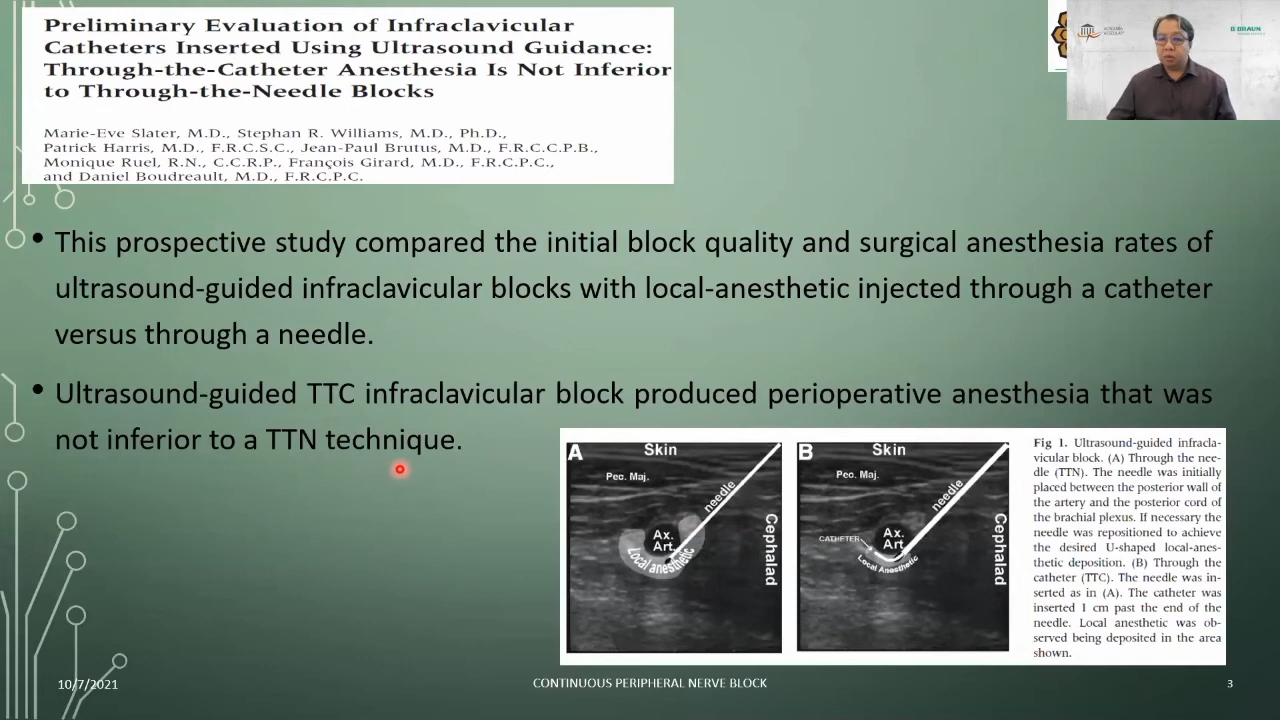 Preliminary Evaluation of Infraclavicular
Catheters Inserted Using Ultrasound Guidance:
Through-the-Catheter Anesthesia Is Not Inferior
to Through-the-Needle Blocks
Marie-Eve Slater, M.D., Stephan R. Williams, M.D., Ph.D.,
Patrick Harris, M.D., F.R.C.S.C., Jean-Paul Brutus, M.D., F.R.C.C.P.B.,
Monique Ruel, R.N., C.C.R.P., François Girard, M.D., F.R.C.P.C.,
and Daniel Boudreault, M.D., F.R.C.P.C.
B BRAUN
• This prospective study compared the initial block quality and surgical anesthesia rates of
ultrasound-guided infraclavicular blocks with local-anesthetic injected through a catheter
versus through a needle.
• Ultrasound-guided TTC infraclavicular block produced perioperative anesthesia that was
not inferior to a TTN technique.
A
Skin
Pec. Maj.
needle
Ax.
Art.
Local anesthetic
Cephalad
B
Skin
Pec. Maj.
needle
CATHETER
Ax.
Art.
Local Anesthetic
Cephalad
Fig 1. Ultrasound-guided infracla-
vicular block. (A) Through the nee-
dle (TTN). The needle was initially
placed between the posterior wall of
the artery and the posterior cord of
the brachial plexus. If necessary the
needle was repositioned to achieve
the desired U-shaped local-anes-
thetic deposition. (B) Through the
catheter (TTC). The needle was in-
serted as in (A). The catheter was
inserted 1 cm past the end of the
needle. Local anesthetic was ob-
served being deposited in the area
shown.
10/7/2021
CONTINUOUS PERIPHERAL NERVE BLOCK
3